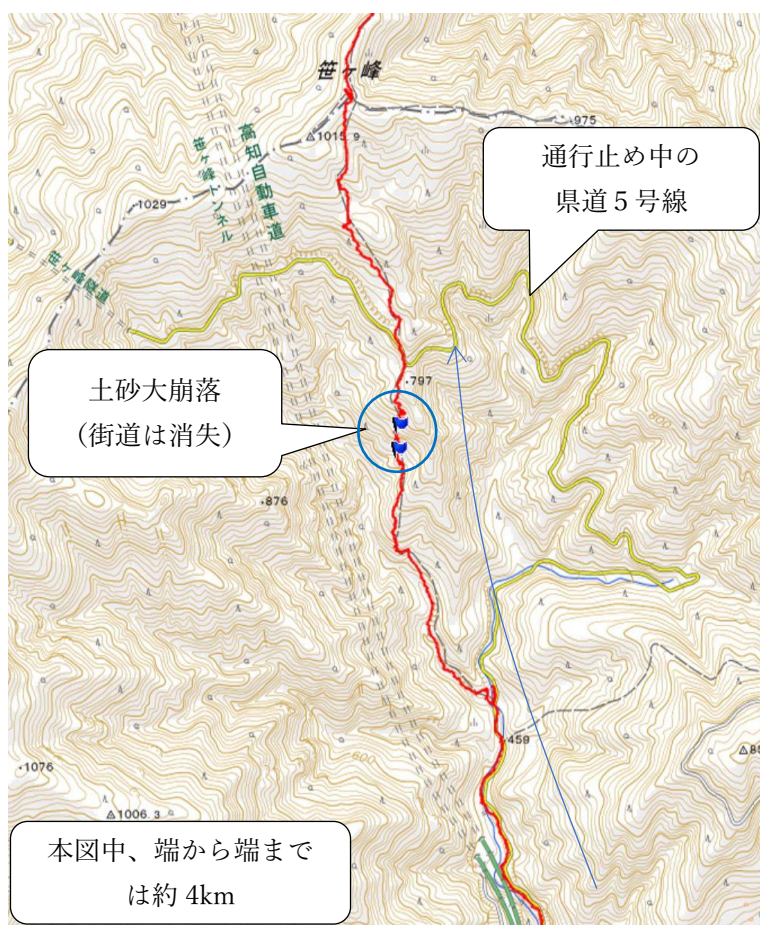 笹ヶ峰
975
1015.9
高知自動車道
笹ヶ峰トンネル
通行止め中の
県道5号線
1029
笹ヶ峰隧道
土砂大崩落
(街道は消失)
797
876
459
1076
600
1006.3
本図中、端から端まで
は約 4km